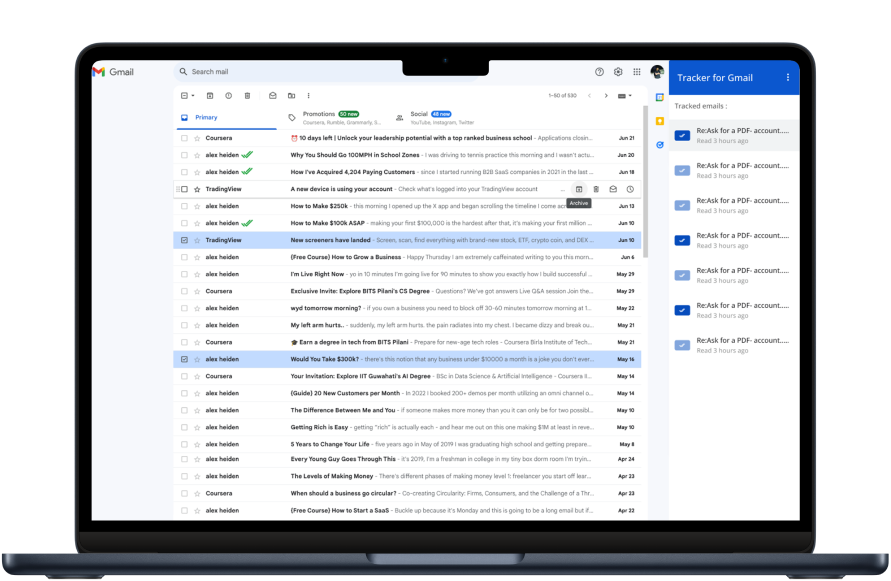 Gmail
Search mail
Tracker for Gmail
1–50 of 530
Tracked emails :
Primary
Promotions 50 new
Coursera, Rumble, Grammarly, S...
Social 48 new
YouTube, Instagram, Twitter
Coursera ⏰ 10 days left | Unlock your leadership potential with a top ranked business school - Applications closin... Jun 21
alex heiden Why You Should Go 100MPH in School Zones - I was driving to tennis practice this morning and I wasn't actu... Jun 20
alex heiden How I've Acquired 4,204 Paying Customers - since I started running B2B SaaS companies in 2021 in the last ... Jun 18
TradingView A new device is using your account - Check what's logged into your TradingView account ...
Archive
alex heiden How to Make $250k - this morning I opened up the X app and began scrolling the timeline I come acr Jun 13
alex heiden How to Make $100k ASAP - making your first $100,000 is the hardest after that, it's making your first million ... Jun 10
TradingView New screeners have landed - Screen, scan, find everything with brand-new stock, ETF, crypto coin, and DEX ... Jun 10
alex heiden (Free Course) How to Grow a Business - Happy Thursday I am extremely caffeinated writing to you this morn... Jun 6
alex heiden I'm Live Right Now - yo in 10 minutes I'm going live for 90 minutes to show you exactly how I build successful ... May 29
Coursera Exclusive Invite: Explore BITS Pilani's CS Degree - Questions? We've got answers Live Q&A session Join the... May 29
alex heiden wyd tomorrow morning? - if you own a business you need to block off 30-60 minutes tomorrow morning at 1... May 22
alex heiden My left arm hurts.. - suddenly, my left arm hurts. the pain radiates into my chest. I became dizzy and break ou... May 21
Coursera 🎓 Earn a degree in tech from BITS Pilani - Prepare for new-age tech roles - Coursera Birla Institute of Tech... May 21
alex heiden Would You Take $300k? - there's this notion that any business under $10000 a month is a joke you don't ever... May 16
Coursera Your Invitation: Explore IIT Guwahati's AI Degree - BSc in Data Science & Artificial Intelligence - Coursera II... May 14
alex heiden (Guide) 20 New Customers per Month - In 2022 I booked 200+ demos per month utilizing an omni channel o... May 14
alex heiden The Difference Between Me and You - if someone makes more money than you it can only be for two possibl... May 10
alex heiden Getting Rich is Easy - getting "rich" is actually each - and hear me out on this one making $1M at least in reve... May 10
alex heiden 5 Years to Change Your Life - five years ago in May of 2019 I was graduating high school and getting prepare... May 8
alex heiden Every Young Guy Goes Through This - it's 2019, I'm a freshman in college in my tiny box dorm room I'm tryin... Apr 24
alex heiden The Levels of Making Money - There's different phases of making money level 1: freelancer you start off lear... Apr 23
Coursera When should a business go circular? - Co-creating Circularity: Firms, Consumers, and the Challenge of a Thr... Apr 23
alex heiden (Free Course) How to Start a SaaS - Buckle up because it's Monday and this is going to be a long email but if... Apr 22
Re:Ask for a PDF- account.....
Read 3 hours ago
Re:Ask for a PDF- account.....
Read 3 hours ago
Re:Ask for a PDF- account.....
Read 3 hours ago
Re:Ask for a PDF- account.....
Read 3 hours ago
Re:Ask for a PDF- account.....
Read 3 hours ago
Re:Ask for a PDF- account.....
Read 3 hours ago
Re:Ask for a PDF- account.....
Read 3 hours ago